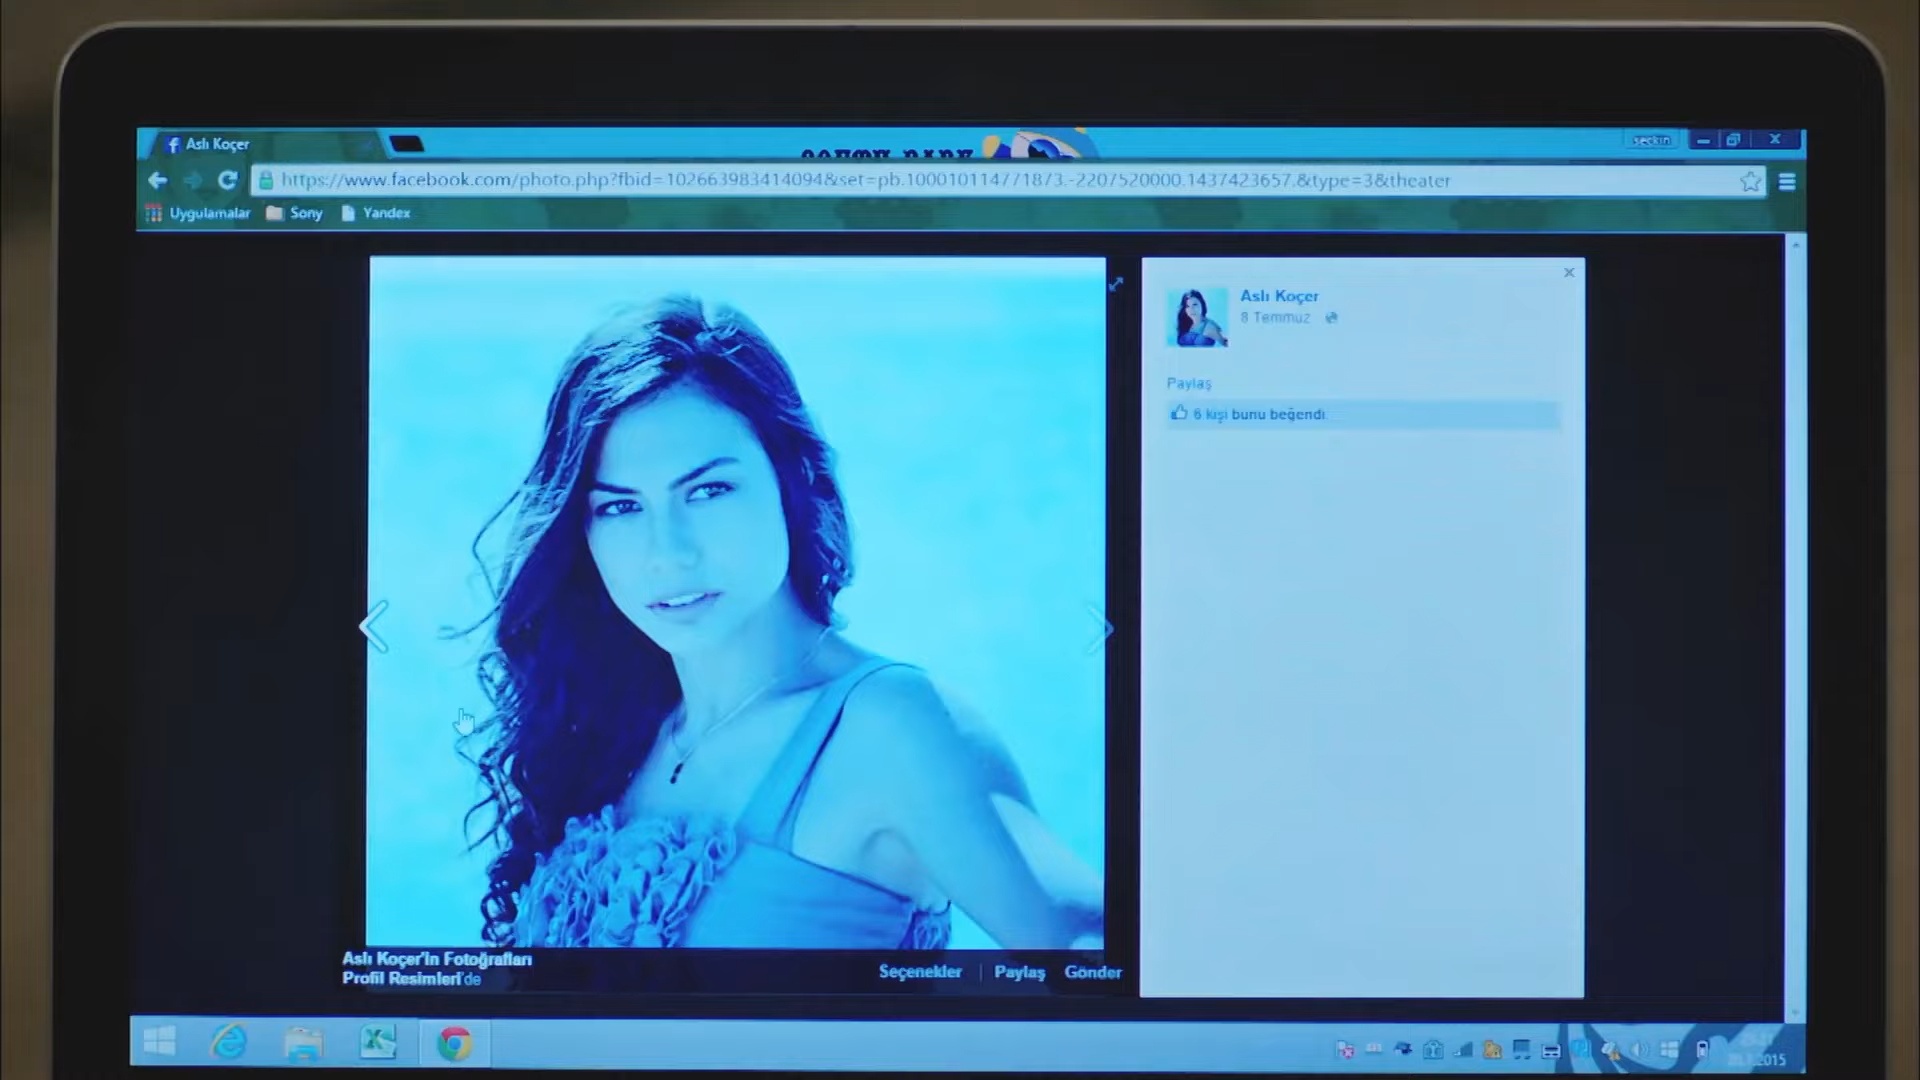 Aslı Koçer
seckin
https://www.facebook.com/photo.php?fbid=102663983414094&set=pb.100010114771873.-2207520000.1437423657.&type=3&theater
Uygulamalar Sony Yandex
Aslı Koçer
8 Temmuz
Paylaş
6 kişi bunu beğendi.
Aslı Koçer'in Fotoğrafları
Profil Resimleri'de
Seçenekler Paylaş Gönder